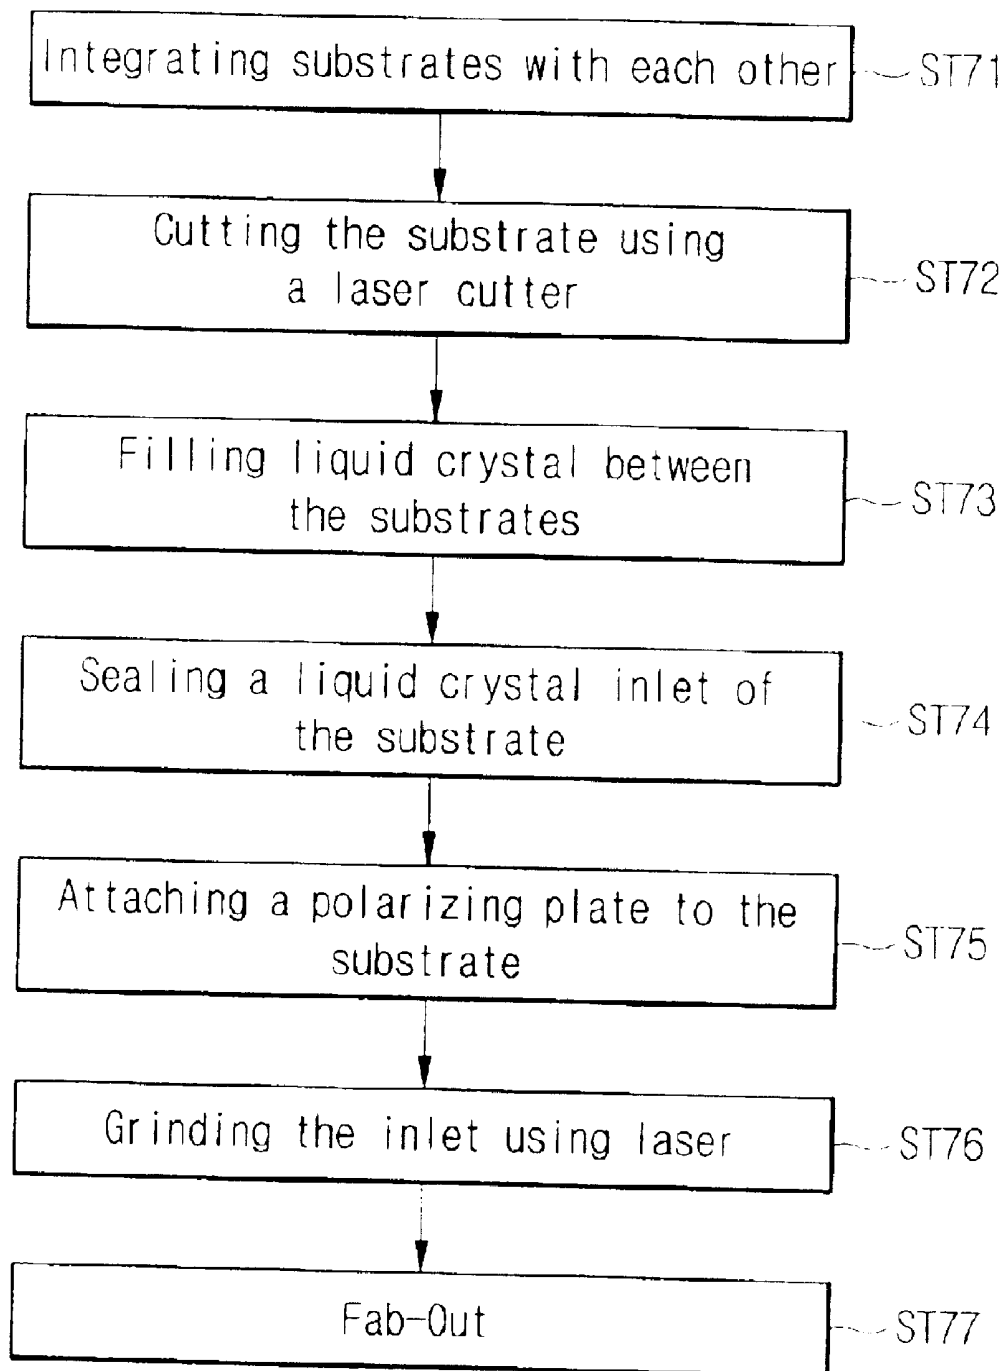 Integrating substrates with each other
ST71
Cutting the substrate using
a laser cutter
ST72
Filling liquid crystal between
the substrates
ST73
Sealing a liquid crystal inlet of
the substrate
ST74
Attaching a polarizing plate to the
substrate
ST75
Grinding the inlet using laser
ST76
Fab-Out
ST77